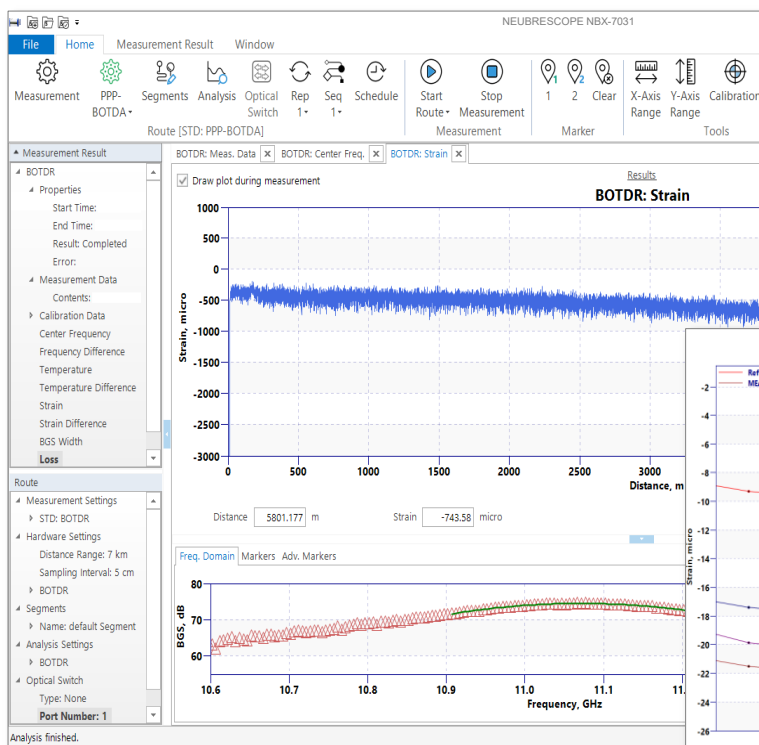 NEUBRESCOPE NBX-7031
File Home Measurement Result Window
Measurement PPP-BOTDA Segments Analysis Optical Switch Rep 1 Seq 1 Schedule Start Route Stop Measurement 1 2 Clear X-Axis Range Y-Axis Range Calibration
Route [STD: PPP-BOTDA] Measurement Marker Tools
Measurement Result
BOTDR
Properties
Start Time:
End Time:
Result: Completed
Error:
Measurement Data
Contents:
Calibration Data
Center Frequency
Frequency Difference
Temperature
Temperature Difference
Strain
Strain Difference
BGS Width
Loss
Route
Measurement Settings
STD: BOTDR
Hardware Settings
Distance Range: 7 km
Sampling Interval: 5 cm
BOTDR
Segments
Name: default Segment
Analysis Settings
BOTDR
Optical Switch
Type: None
Port Number: 1
Analysis finished.
BOTDR: Meas. Data BOTDR: Center Freq. BOTDR: Strain
Draw plot during measurement
Results
BOTDR: Strain
1000
500
0
-500
-1000
-1500
-2000
-2500
-3000
Strain, micro
0 500 1000 1500 2000 2500 3000
Distance, m
Distance 5801.177 m Strain -743.58 micro
Freq. Domain Markers Adv. Markers
80
70
60
BGS, dB
10.6 10.7 10.8 10.9 11.0 11.1 11.
Frequency, GHz
Ref
ME
-2
-4
-6
-8
-10
-12
-14
-16
-18
-20
-22
-24
-26
Strain, micro